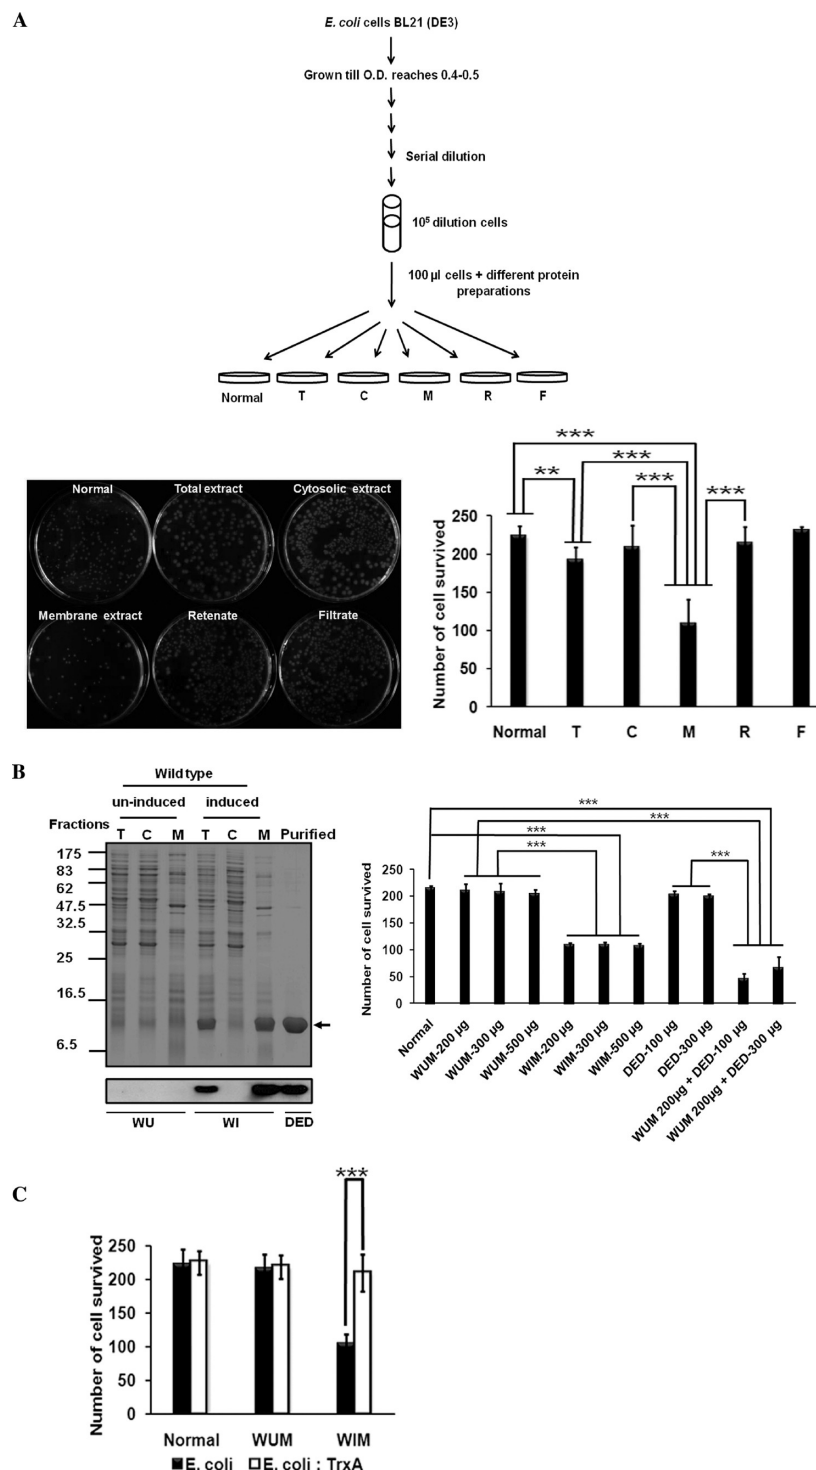 A
E. coli cells BL21 (DE3)
Grown till O.D. reaches 0.4-0.5
Serial dilution
10⁵ dilution cells
100 µl cells + different protein
preparations
Normal T C M R F
Normal Total extract Cytosolic extract
Membrane extract Retenate Filtrate
***
***
** *** ***
Number of cell survived
250
200
150
100
50
0
Normal T C M R F
B
Wild type
un-induced induced
Fractions T C M T C M Purified
175
83
62
47.5
32.5
25
16.5
6.5
WU WI DED
***
***
***
***
***
Number of cell survived
250
200
150
100
50
0
Normal
WUM-200 µg
WUM-300 µg
WUM-500 µg
WIM-200 µg
WIM-300 µg
WIM-500 µg
DED-100 µg
DED-300 µg
WUM 200µg + DED-100 µg
WUM 200µg + DED-300 µg
C
***
Number of cell survived
250
200
150
100
50
0
Normal WUM WIM
E. coli E. coli : TrxA